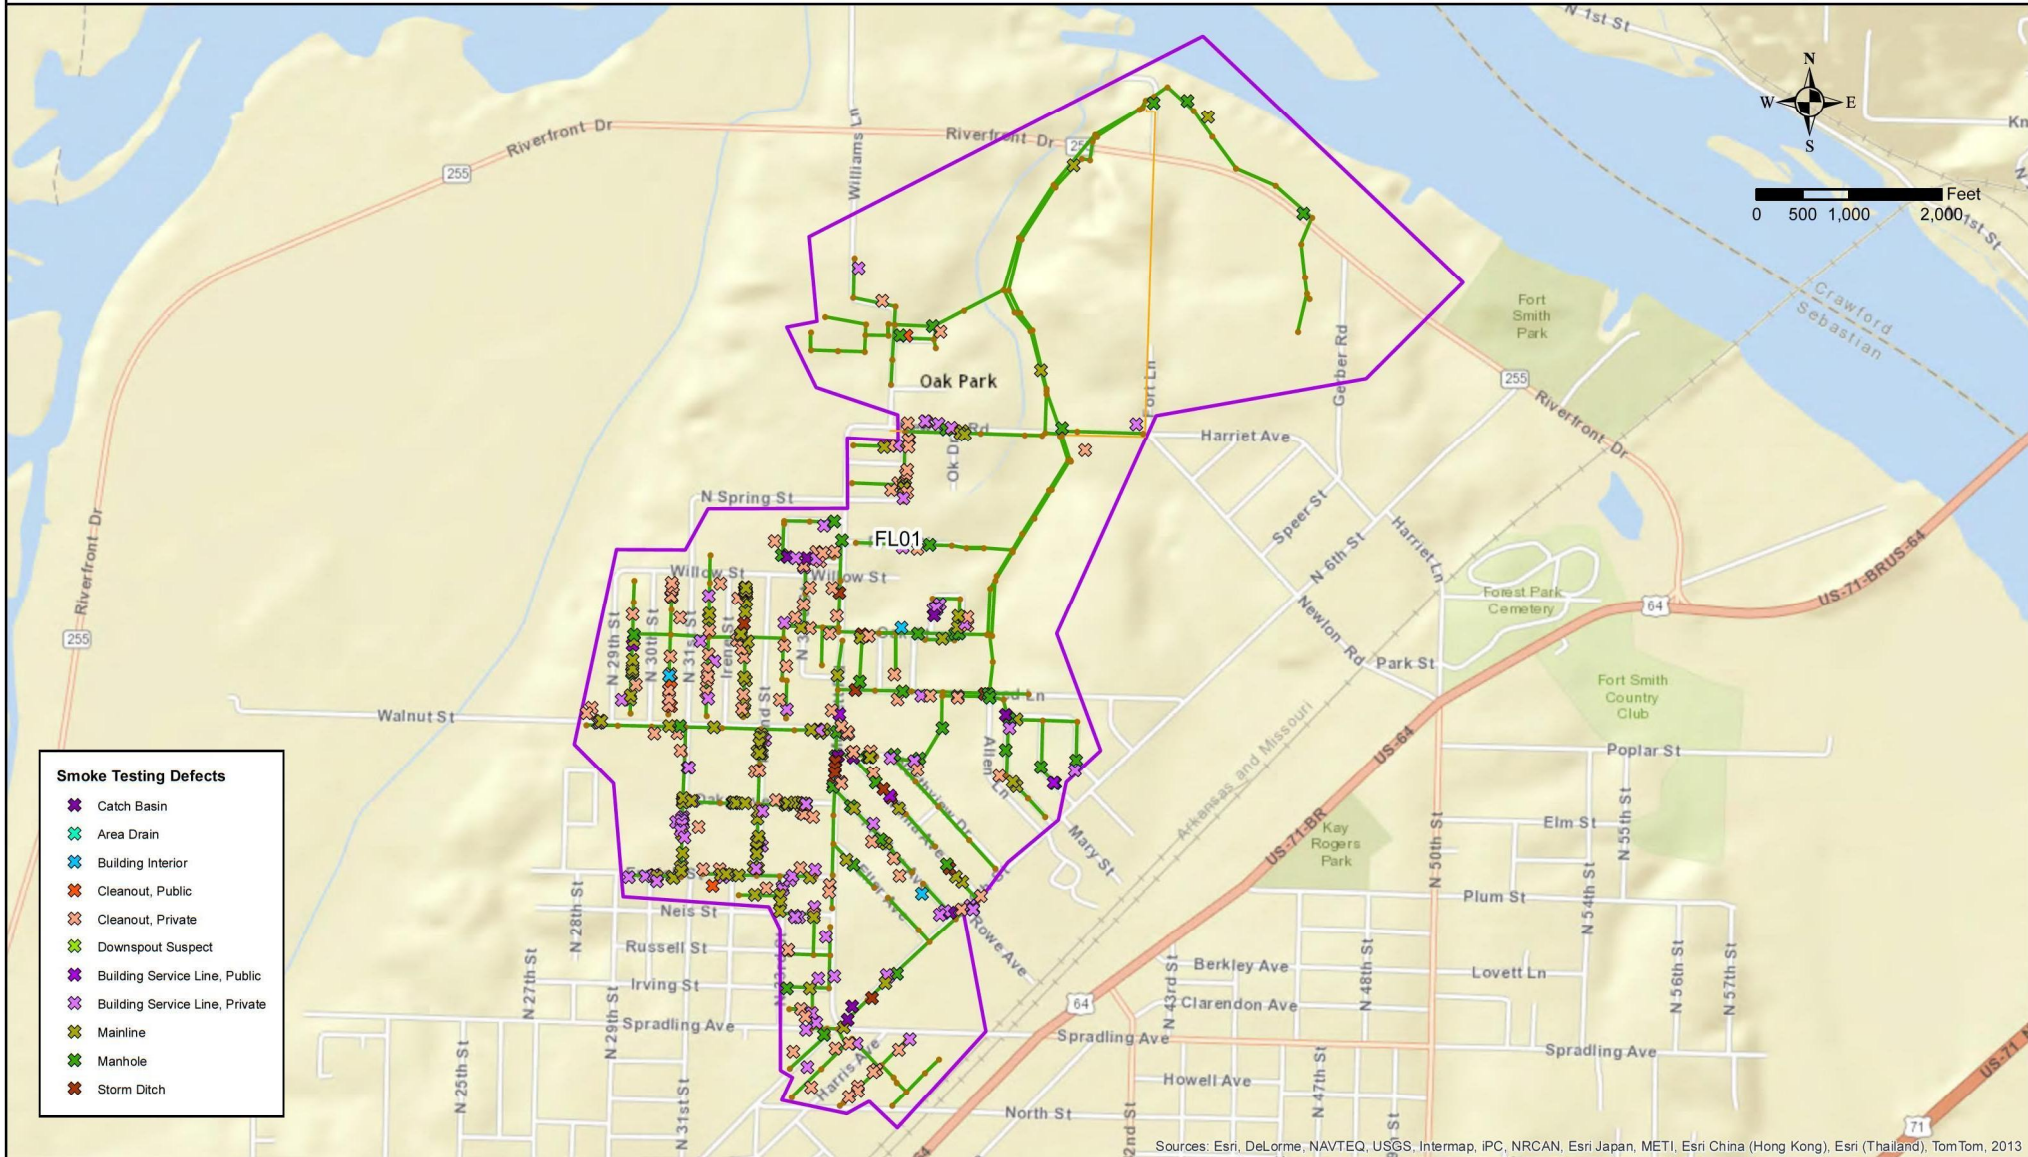 N 1st St
N
W
E
S
Kn
Feet
0 500 1,000 2,000
N 1st St
Riverfront Dr
Riverfront Dr
255
Williams Ln
255
Crawford
Sebastian
Fort
Smith
Park
Gerber Rd
Fort Ln
255
Riverfront Dr
Oak Park
Rd
Harriet Ave
Ok Dr
N Spring St
Speer St
Harriet Ln
N 6th St
FL01
Riverfront Dr
Willow St
Willow St
Forest Park
Cemetery
64
US-71-BRUS-64
255
N 29th St
N 30th St
N 31st St
Irene St
Newlon Rd
Park St
Fort Smith
Country
Club
Walnut St
Arkansas and Missouri
US-64
Poplar St
Allen Ln
Mary St
US-71-BR
Kay
Rogers
Park
N 50th St
Elm St
N 55th St
Plum St
N 54th St
N 28th St
Neis St
Rowe Ave
Russell St
N 27th St
Irving St
N 29th St
Spradling Ave
N 43rd St
Berkley Ave
N 48th St
Lovett Ln
N 56th St
N 57th St
64
Clarendon Ave
Spradling Ave
Spradling Ave
US-71
N 25th St
N 31st St
Harris Ave
Howell Ave
N 47th St
North St
71
Smoke Testing Defects
Catch Basin
Area Drain
Building Interior
Cleanout, Public
Cleanout, Private
Downspout Suspect
Building Service Line, Public
Building Service Line, Private
Mainline
Manhole
Storm Ditch
Sources: Esri, DeLorme, NAVTEQ, USGS, Intermap, iPC, NRCAN, Esri Japan, METI, Esri China (Hong Kong), Esri (Thailand), TomTom, 2013